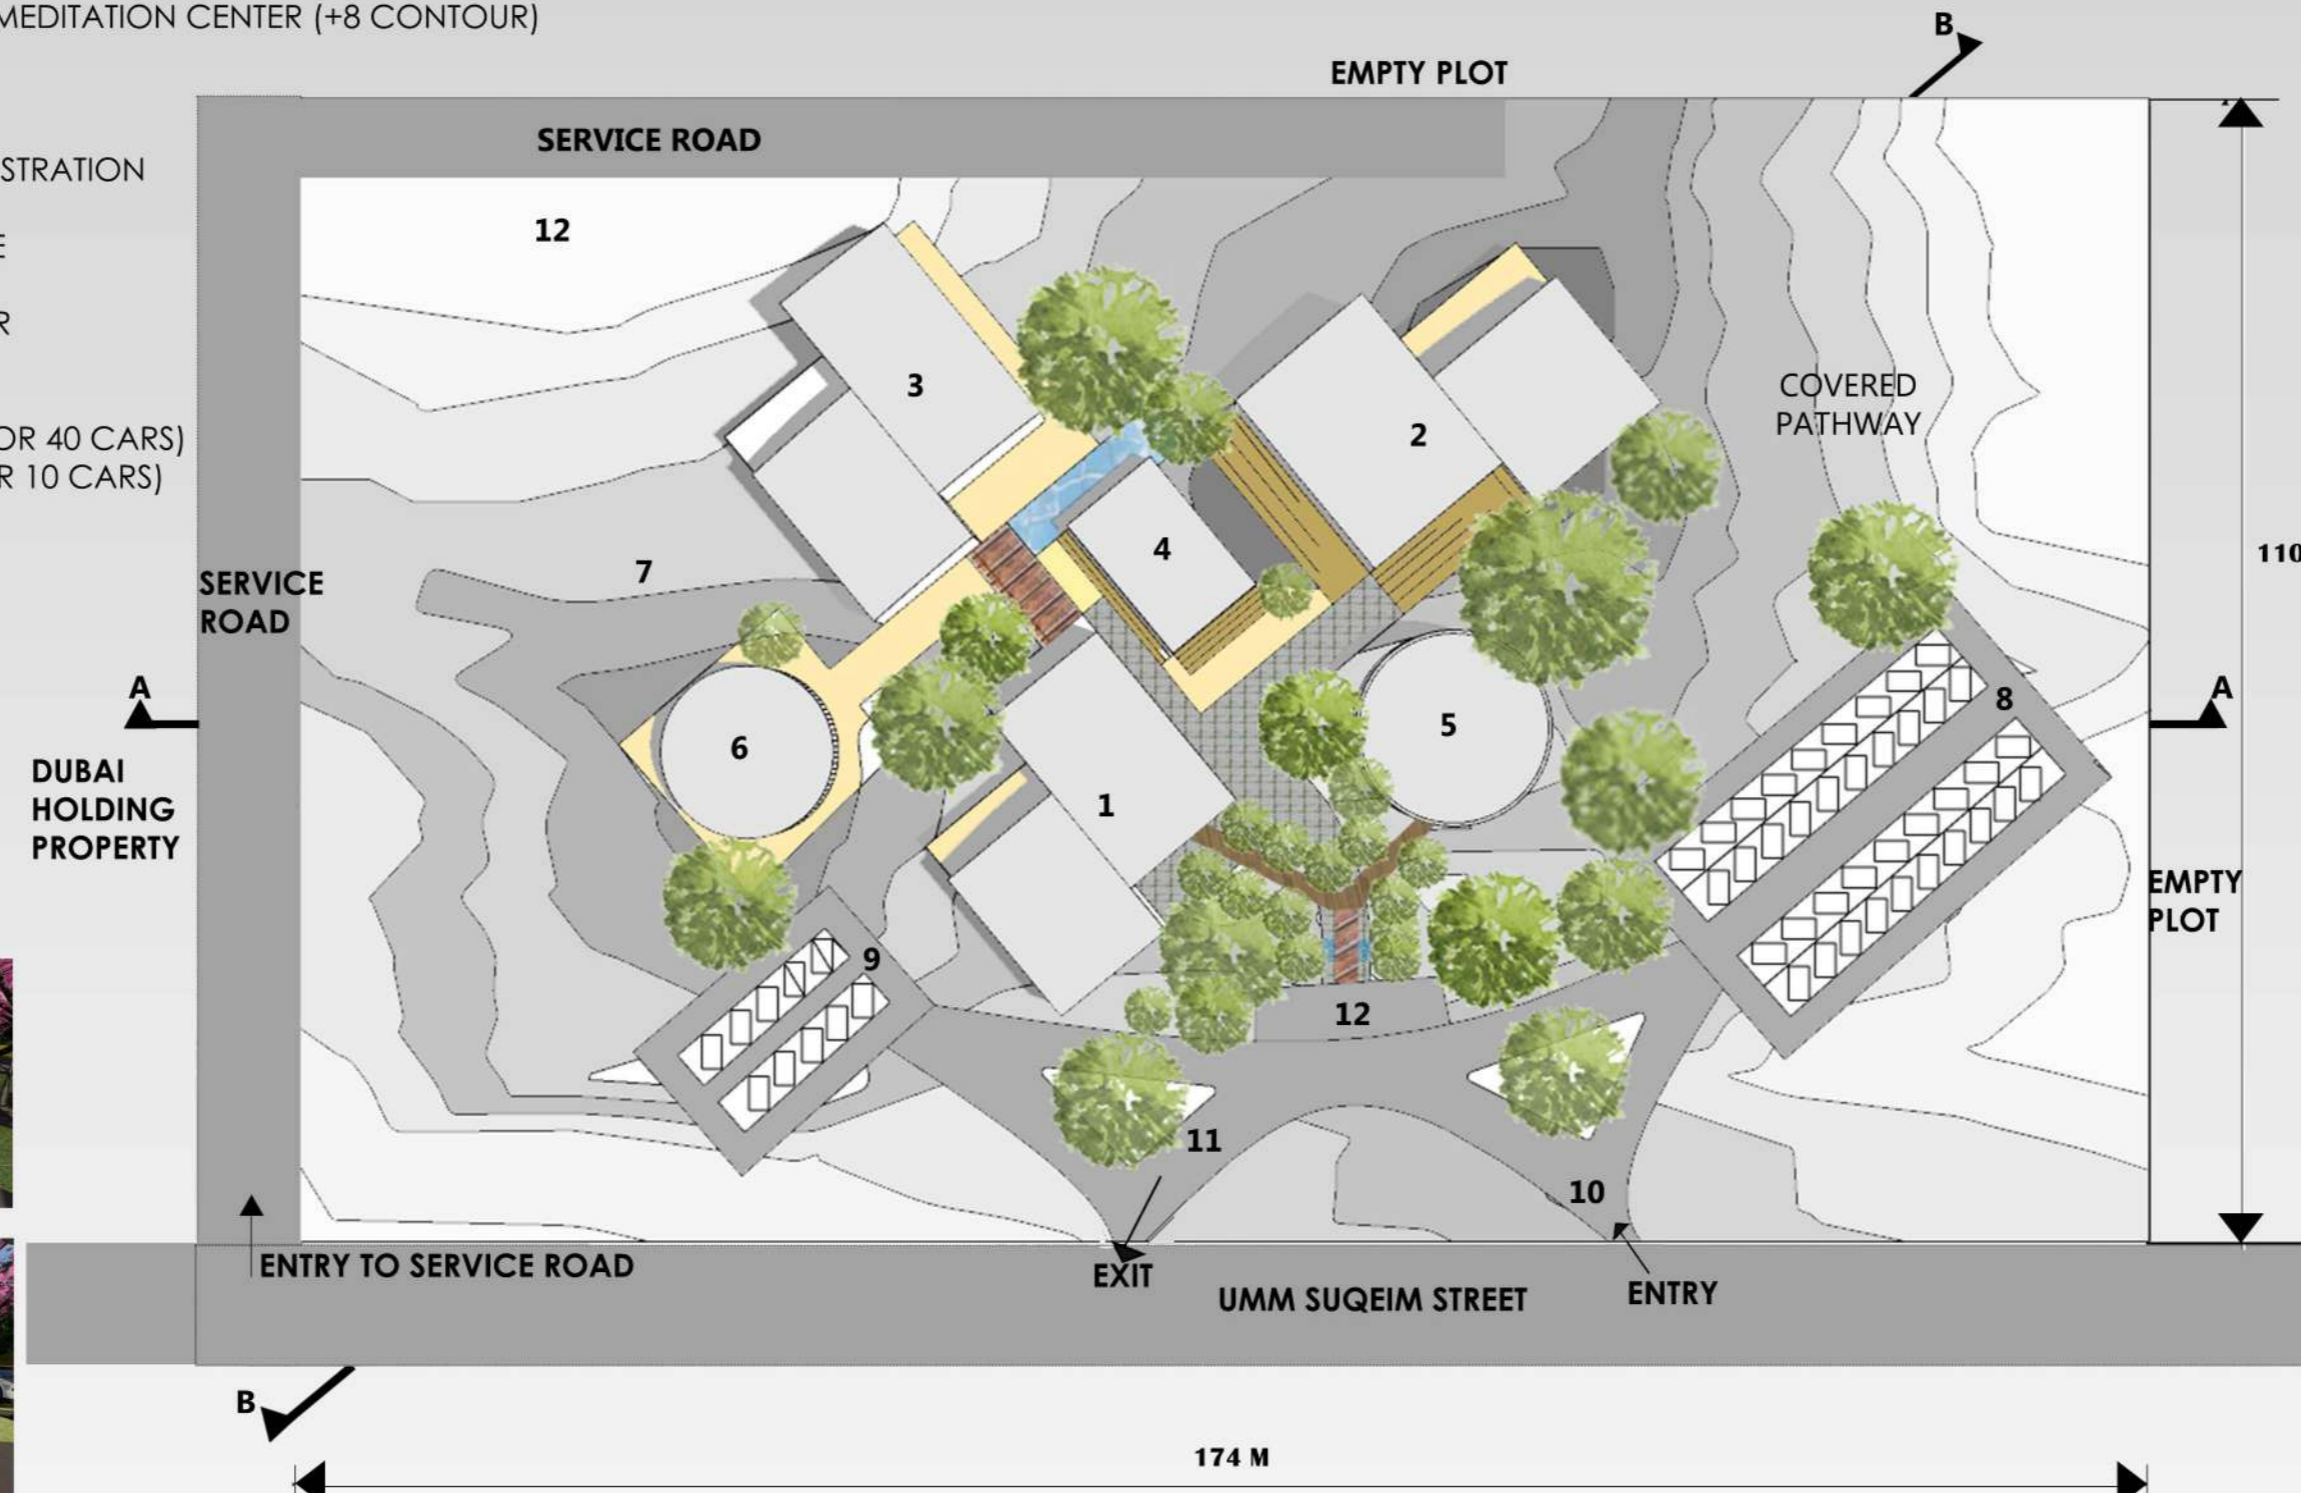 MEDITATION CENTER (+8 CONTOUR)
B
EMPTY PLOT
SERVICE ROAD
STRATION
12
E
R
3
2
COVERED
PATHWAY
OR 40 CARS)
R 10 CARS)
4
110
7
SERVICE
ROAD
A
A
8
5
6
DUBAI
HOLDING
PROPERTY
1
EMPTY
PLOT
9
12
11
10
ENTRY TO SERVICE ROAD
EXIT
ENTRY
UMM SUQEIM STREET
B
174 M